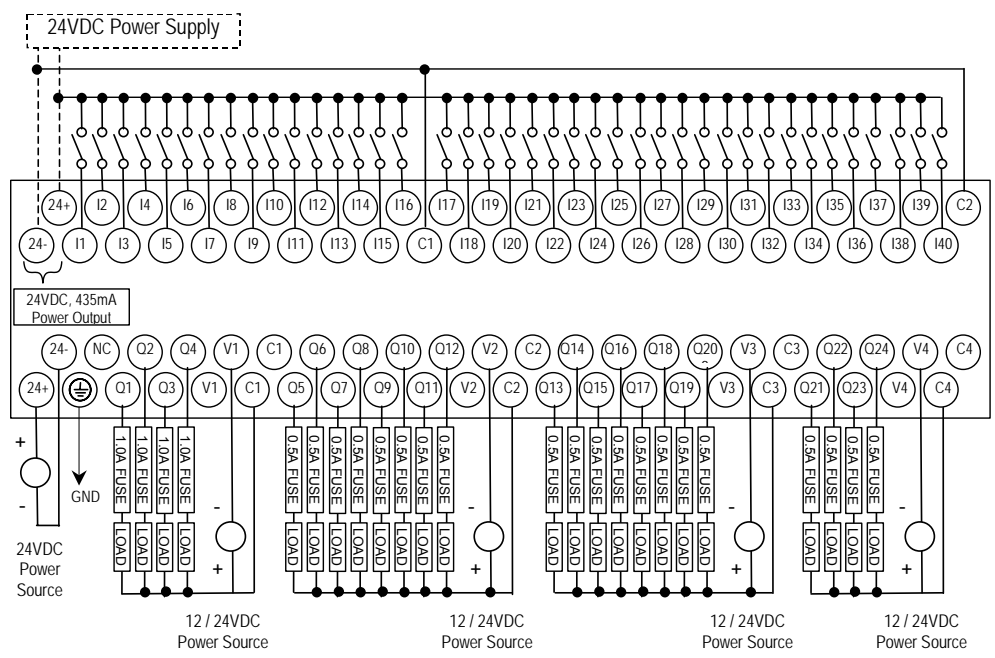 24VDC Power Supply
24+ I2 I4 I6 I8 I10 I12 I14 I16 I17 I19 I21 I23 I25 I27 I29 I31 I33 I35 I37 I39 C2
24- I1 I3 I5 I7 I9 I11 I13 I15 C1 I18 I20 I22 I24 I26 I28 I30 I32 I34 I36 I38 I40
24VDC, 435mA
Power Output
24- NC Q2 Q4 V1 C1 Q6 Q8 Q10 Q12 V2 C2 Q14 Q16 Q18 Q20 V3 C3 Q22 Q24 V4 C4
24+ Q1 Q3 V1 C1 Q5 Q7 Q9 Q11 V2 C2 Q13 Q15 Q17 Q19 V3 C3 Q21 Q23 V4 C4
+
-
GND
24VDC
Power
Source
1.0A FUSE 1.0A FUSE 1.0A FUSE 1.0A FUSE
LOAD LOAD LOAD LOAD
-
+
12 / 24VDC
Power Source
0.5A FUSE 0.5A FUSE 0.5A FUSE 0.5A FUSE 0.5A FUSE 0.5A FUSE 0.5A FUSE 0.5A FUSE
LOAD LOAD LOAD LOAD LOAD LOAD LOAD LOAD
-
+
12 / 24VDC
Power Source
0.5A FUSE 0.5A FUSE 0.5A FUSE 0.5A FUSE 0.5A FUSE 0.5A FUSE 0.5A FUSE 0.5A FUSE
LOAD LOAD LOAD LOAD LOAD LOAD LOAD LOAD
-
+
12 / 24VDC
Power Source
0.5A FUSE 0.5A FUSE 0.5A FUSE 0.5A FUSE
LOAD LOAD LOAD LOAD
-
+
12 / 24VDC
Power Source